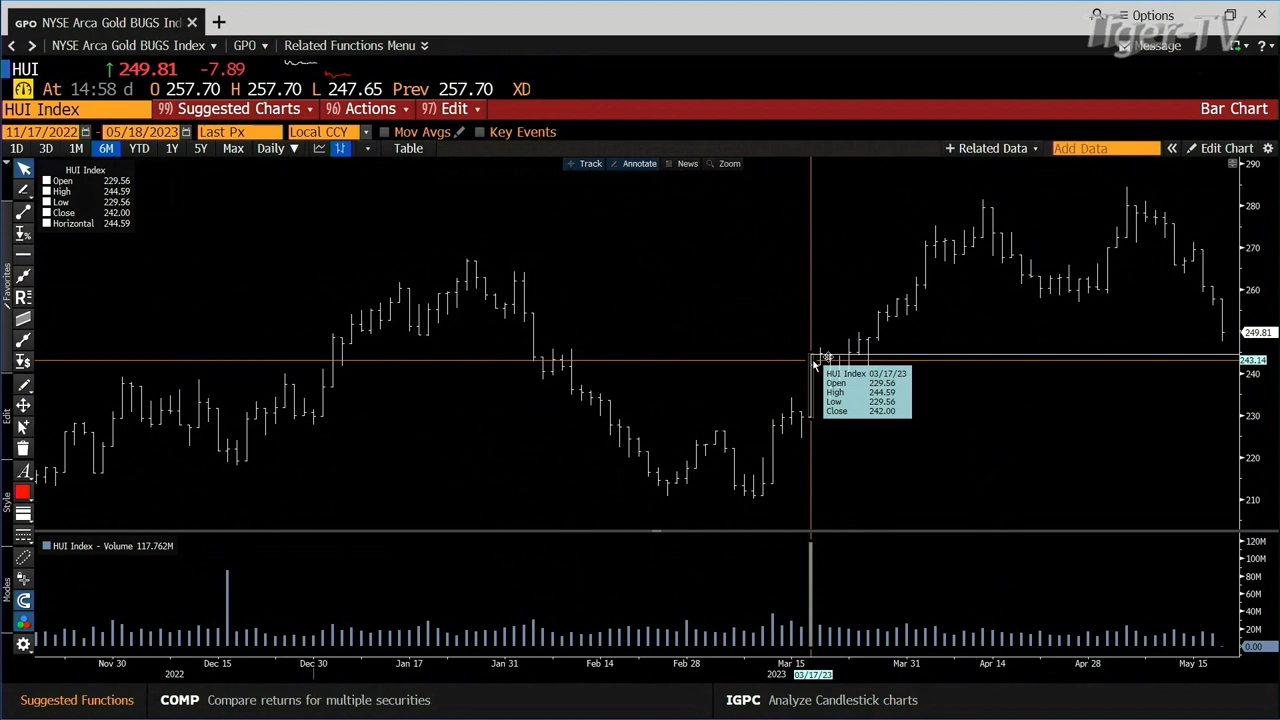 GPO NYSE Arca Gold BUGS Ind
Options
Tiger-TV
NYSE Arca Gold BUGS Index GPO Related Functions Menu
Message
HUI 249.81 -7.89
At 14:58 d O 257.70 H 257.70 L 247.65 Prev 257.70 XD
HUI Index 99) Suggested Charts 96) Actions 97) Edit Bar Chart
11/17/2022 - 05/18/2023 Last Px Local CCY Mov Avgs Key Events
1D 3D 1M 6M YTD 1Y 5Y Max Daily Table + Related Data Add Data Edit Chart
Track Annotate News Zoom
HUI Index
Open 229.56
High 244.59
Low 229.56
Close 242.00
Horizontal 244.59
290
280
270
260
249.81
243.14
240
230
220
210
HUI Index 03/17/23
Open 229.56
High 244.59
Low 229.56
Close 242.00
Favorites
Edit
Style
Modes
HUI Index - Volume 117.762M
120M
100M
80M
60M
40M
20M
0.00
Nov 30 Dec 15 Dec 30 Jan 17 Jan 31 Feb 14 Feb 28 Mar 15 Mar 31 Apr 14 Apr 28 May 15
2022 2023 03/17/23
Suggested Functions COMP Compare returns for multiple securities IGPC Analyze Candlestick charts